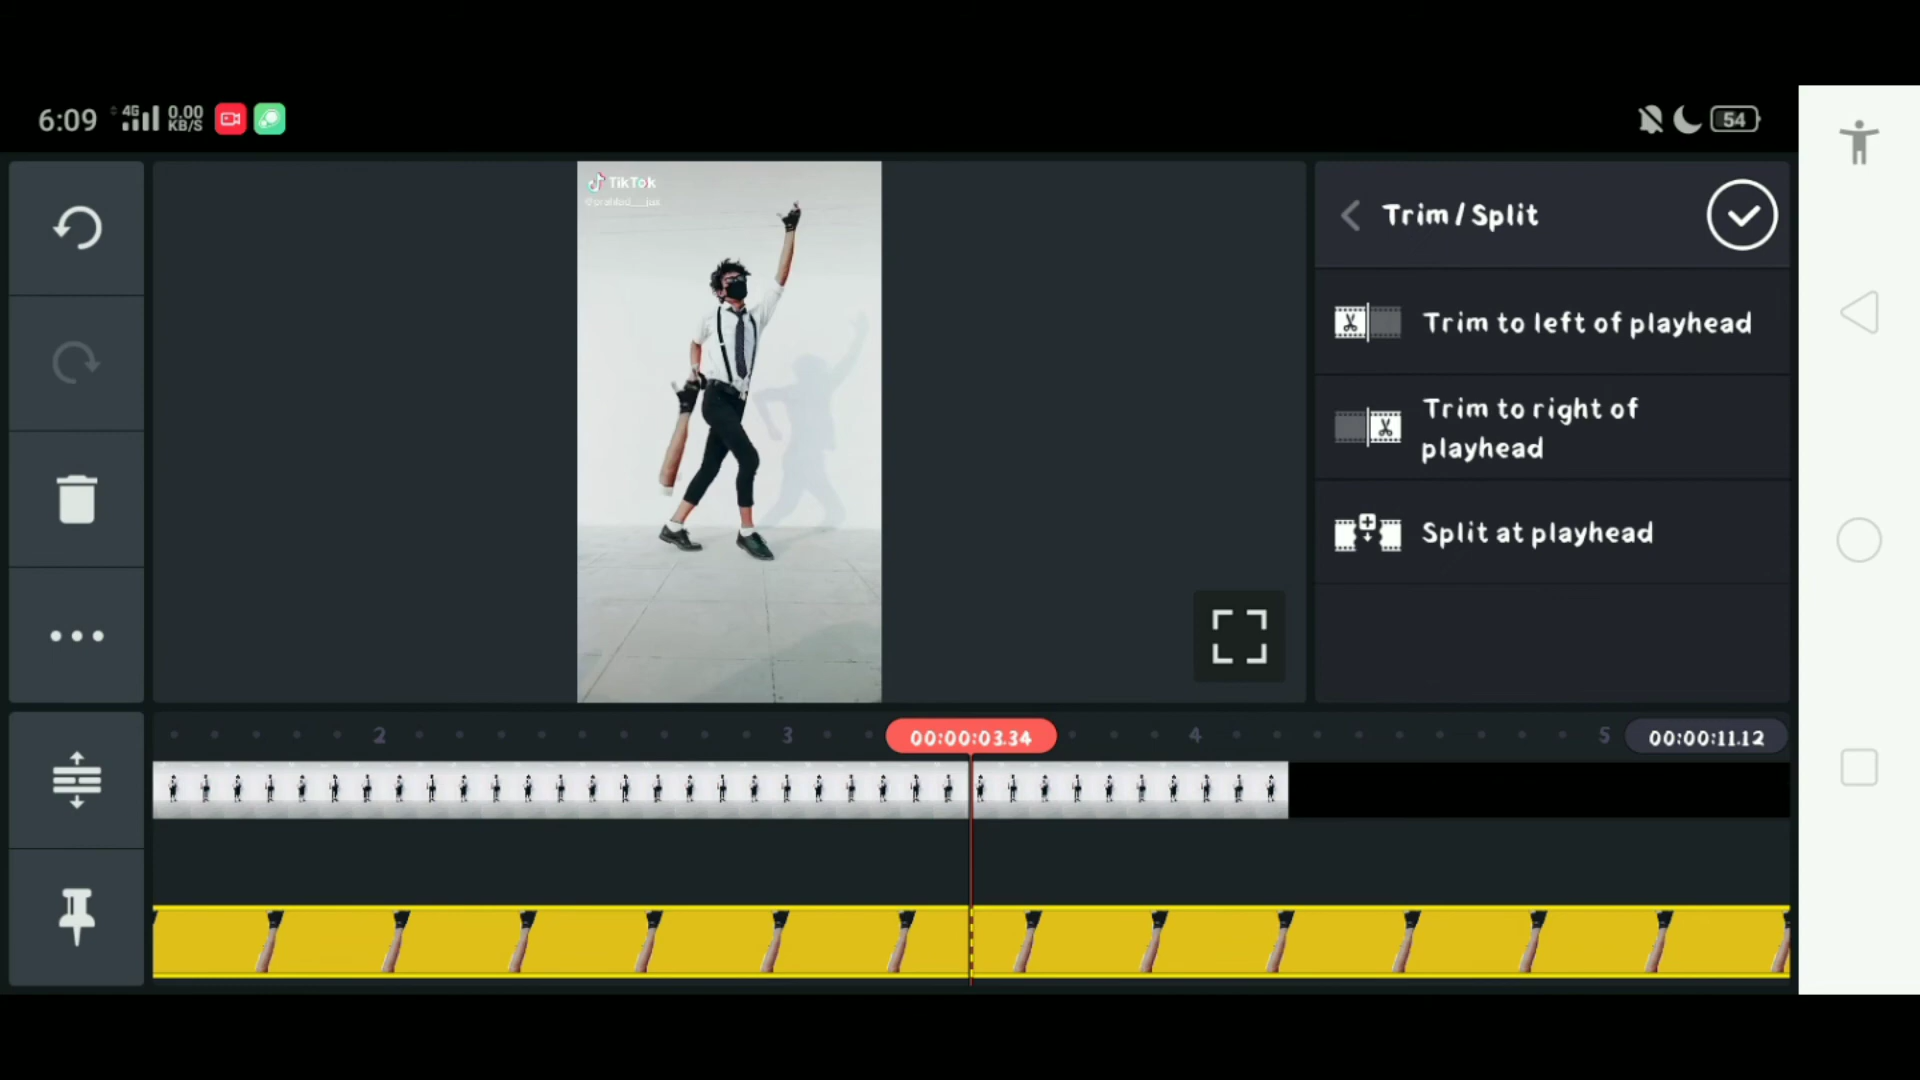 6:09
4G
0.00
KB/S
54
TikTok
Trim / Split
Trim to left of playhead
Trim to right of
playhead
Split at playhead
2
3
00:00:03.34
4
5
00:00:11.12